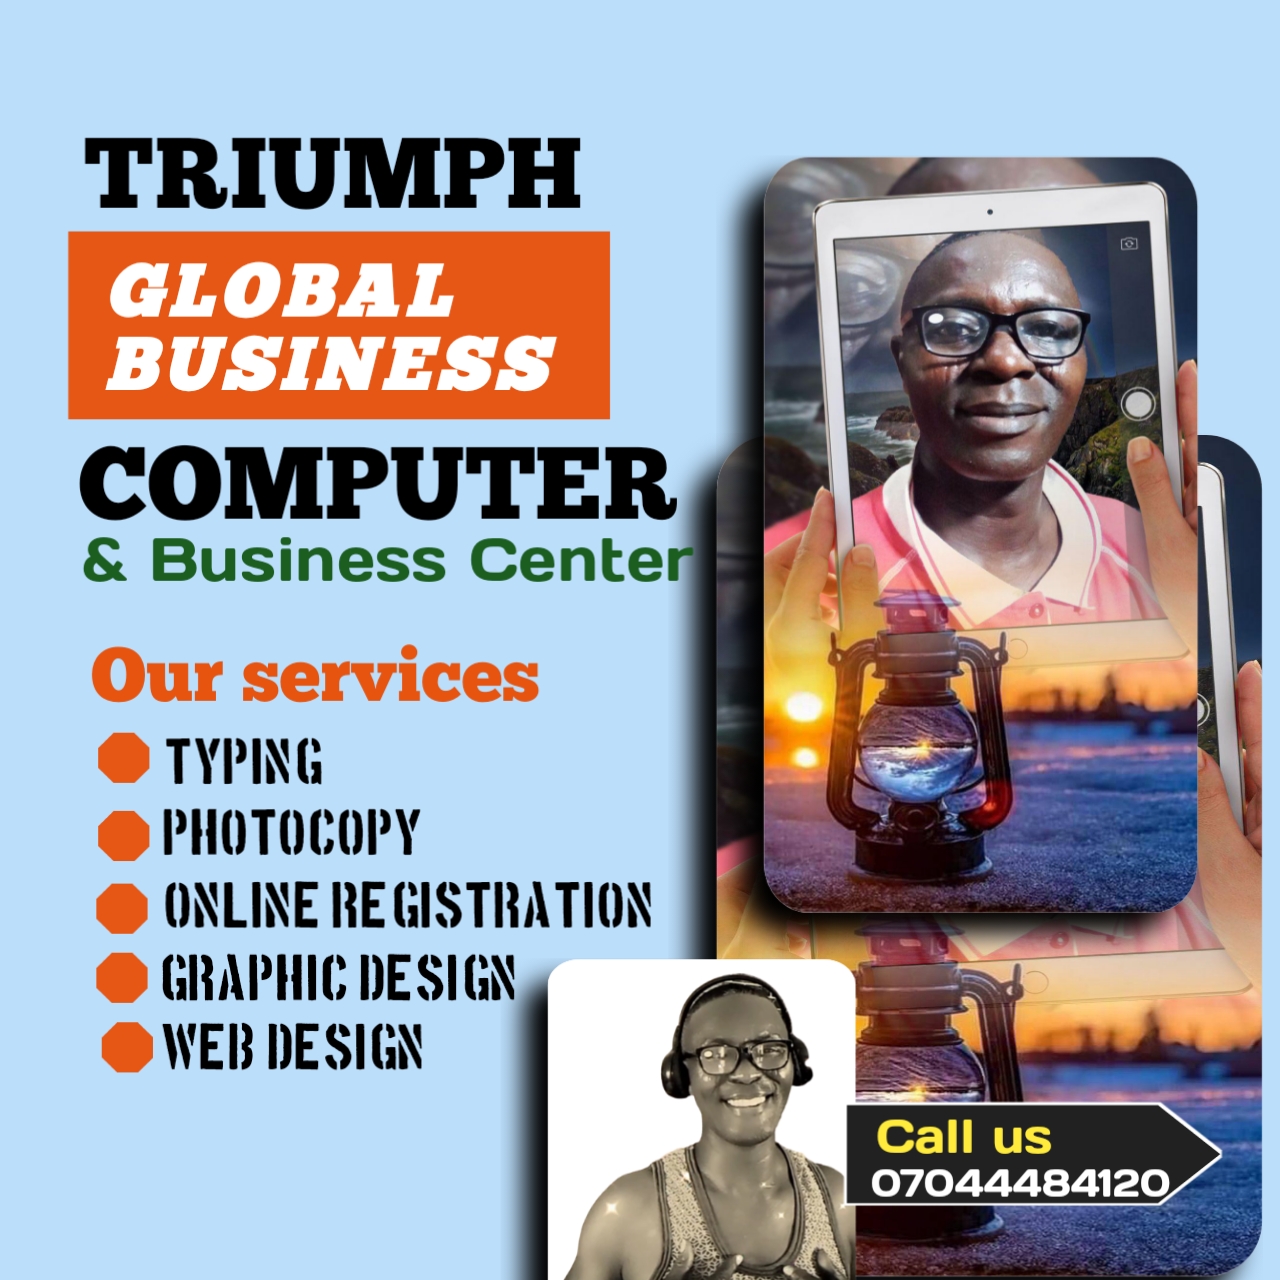 TRIUMPH
GLOBAL
BUSINESS
COMPUTER
& Business Center
Our services
TYPING
PHOTOCOPY
ONLINE REGISTRATION
GRAPHIC DESIGN
WEB DESIGN
Call us
07044484120